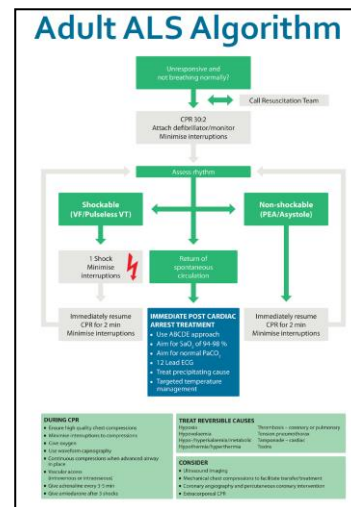 Adult ALS Algorithm
Unresponsive and
not breathing normally?
Call Resuscitation Team
CPR 30:2
Attach defibrillator/monitor
Minimise interruptions
Assess rhythm
Shockable
(VF/Pulseless VT)
Non-shockable
(PEA/Asystole)
1 Shock
Minimise
interruptions
Return of
spontaneous
circulation
Immediately resume
CPR for 2 min
Minimise interruptions
IMMEDIATE POST CARDIAC
ARREST TREATMENT
• Use ABCDE approach
• Aim for SaO₂ of 94-98 %
• Aim for normal PaCO₂
• 12 Lead ECG
• Treat precipitating cause
• Targeted temperature
management
Immediately resume
CPR for 2 min
Minimise interruptions
DURING CPR
• Ensure high quality chest compressions
• Minimise interruptions to compressions
• Give oxygen
• Use waveform capnography
• Continuous compressions when advanced airway
in place
• Vascular access
(intravenous or intraosseous)
• Give adrenaline every 3-5 min
• Give amiodarone after 3 shocks
TREAT REVERSIBLE CAUSES
Hypoxia Thrombosis – coronary or pulmonary
Hypovolaemia Tension pneumothorax
Hypo-/hyperkalaemia/metabolic Tamponade – cardiac
Hypothermia/hyperthermia Toxins
CONSIDER
• Ultrasound imaging
• Mechanical chest compressions to facilitate transfer/treatment
• Coronary angiography and percutaneous coronary intervention
• Extracorporeal CPR